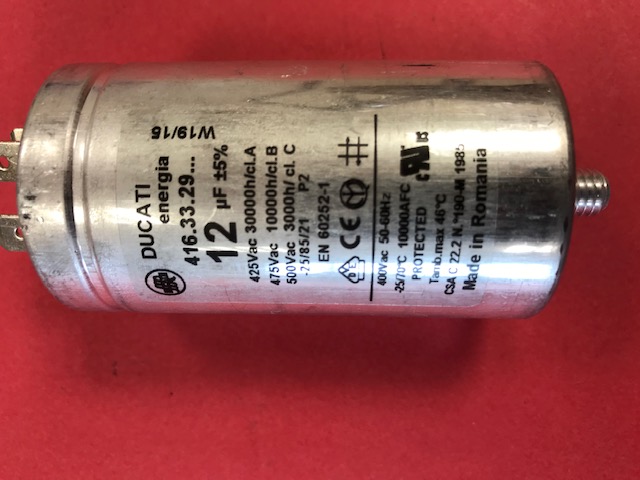 DUCATI
energia
416.33.29...
W19/16
12 µF ±5%
425Vac 30000h/cl.A
475Vac 10000h/cl.B
500Vac 3000h/ cl. C
-25/85/21 P2
EN 60252-1
CE
400Vac 50-60Hz
-25/70°C 10000AFC
PROTECTED
Tamb.max 46°C
CSA C 22.2 N.°190-M 1985
Made in Romania